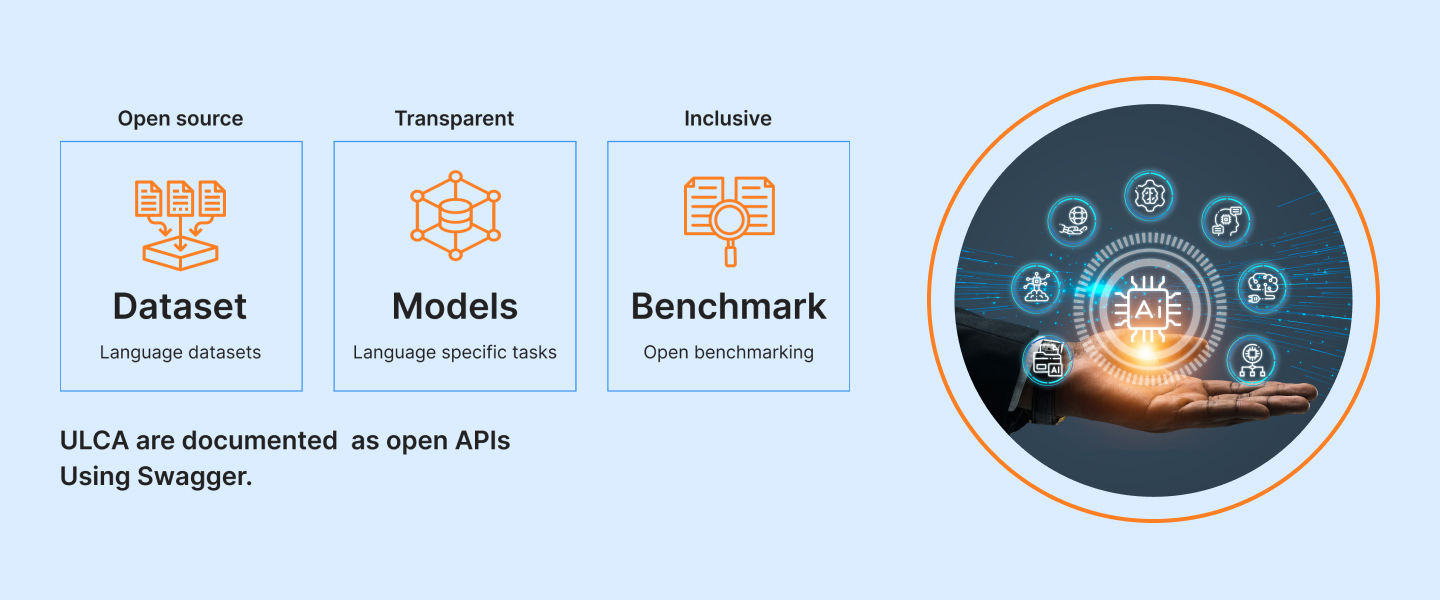 Open source
Transparent
Inclusive
Dataset
Models
Benchmark
Language datasets
Language specific tasks
Open benchmarking
ULCA are documented  as open APIs
Using Swagger.
Ai
AI